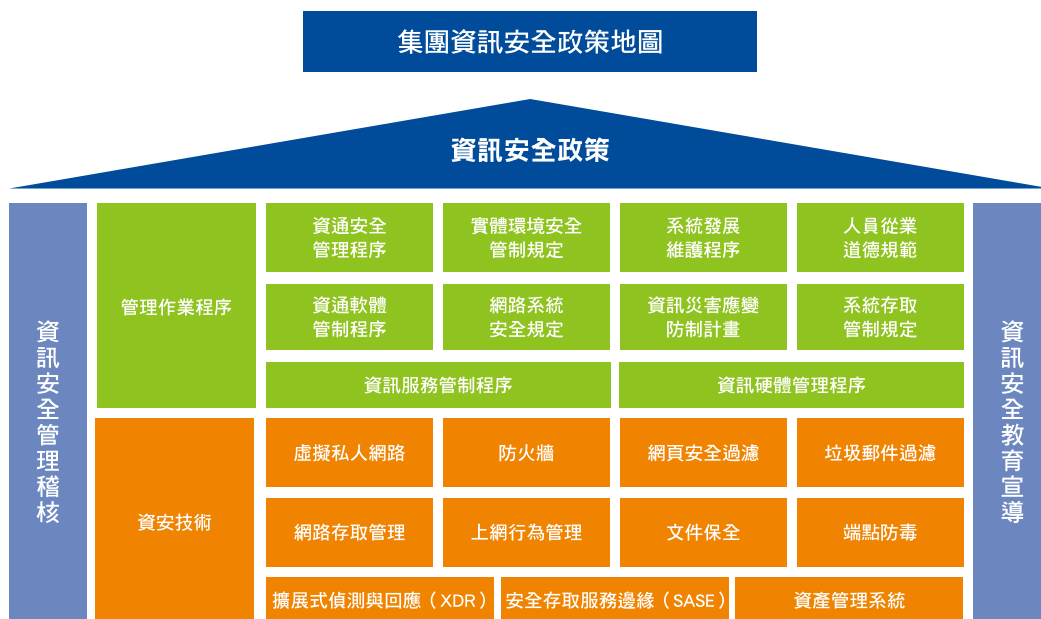 集團資訊安全政策地圖
資訊安全政策
資訊安全管理稽核
管理作業程序
資通安全
管理程序
實體環境安全
管制規定
系統發展
維護程序
人員從業
道德規範
資通軟體
管制程序
網路系統
安全規定
資訊災害應變
防制計畫
系統存取
管制規定
資訊服務管制程序
資訊硬體管理程序
資安技術
虛擬私人網路
防火牆
網頁安全過濾
垃圾郵件過濾
網路存取管理
上網行為管理
文件保全
端點防毒
擴展式偵測與回應（XDR）
安全存取服務邊緣（SASE）
資產管理系統
資訊安全教育宣導